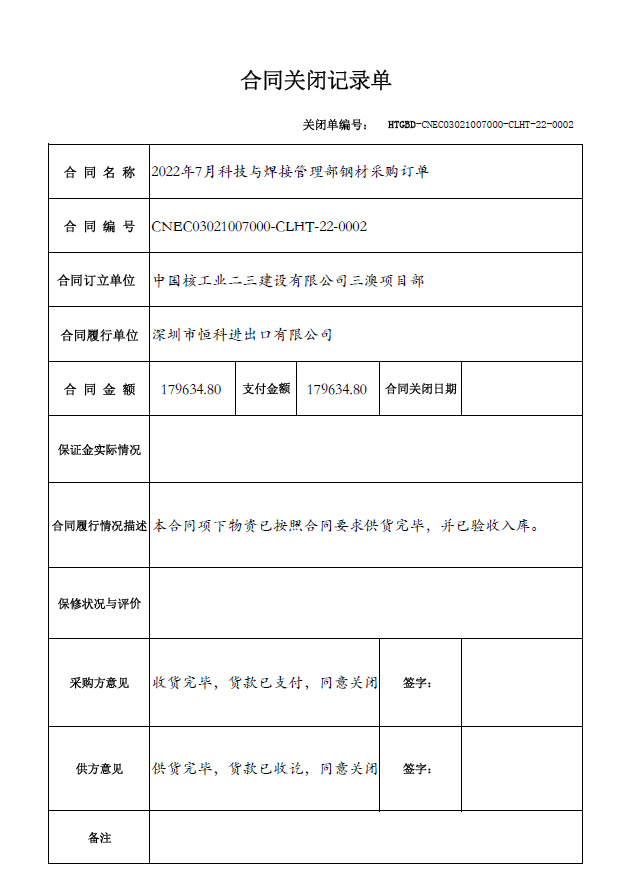 合同关闭记录单
关闭单编号： HTGBD-CNEC03021007000-CLHT-22-0002
合同名称 2022年7月科技与焊接管理部钢材采购订单
合同编号 CNEC03021007000-CLHT-22-0002
合同订立单位 中国核工业二三建设有限公司三澳项目部
合同履行单位 深圳市恒科进出口有限公司
合同金额 179634.80 支付金额 179634.80 合同关闭日期
保证金实际情况
合同履行情况描述 本合同项下物资已按照合同要求供货完毕，并已验收入库。
保修状况与评价
采购方意见 收货完毕，货款已支付，同意关闭 签字：
供方意见 供货完毕，货款已收讫，同意关闭 签字：
备注